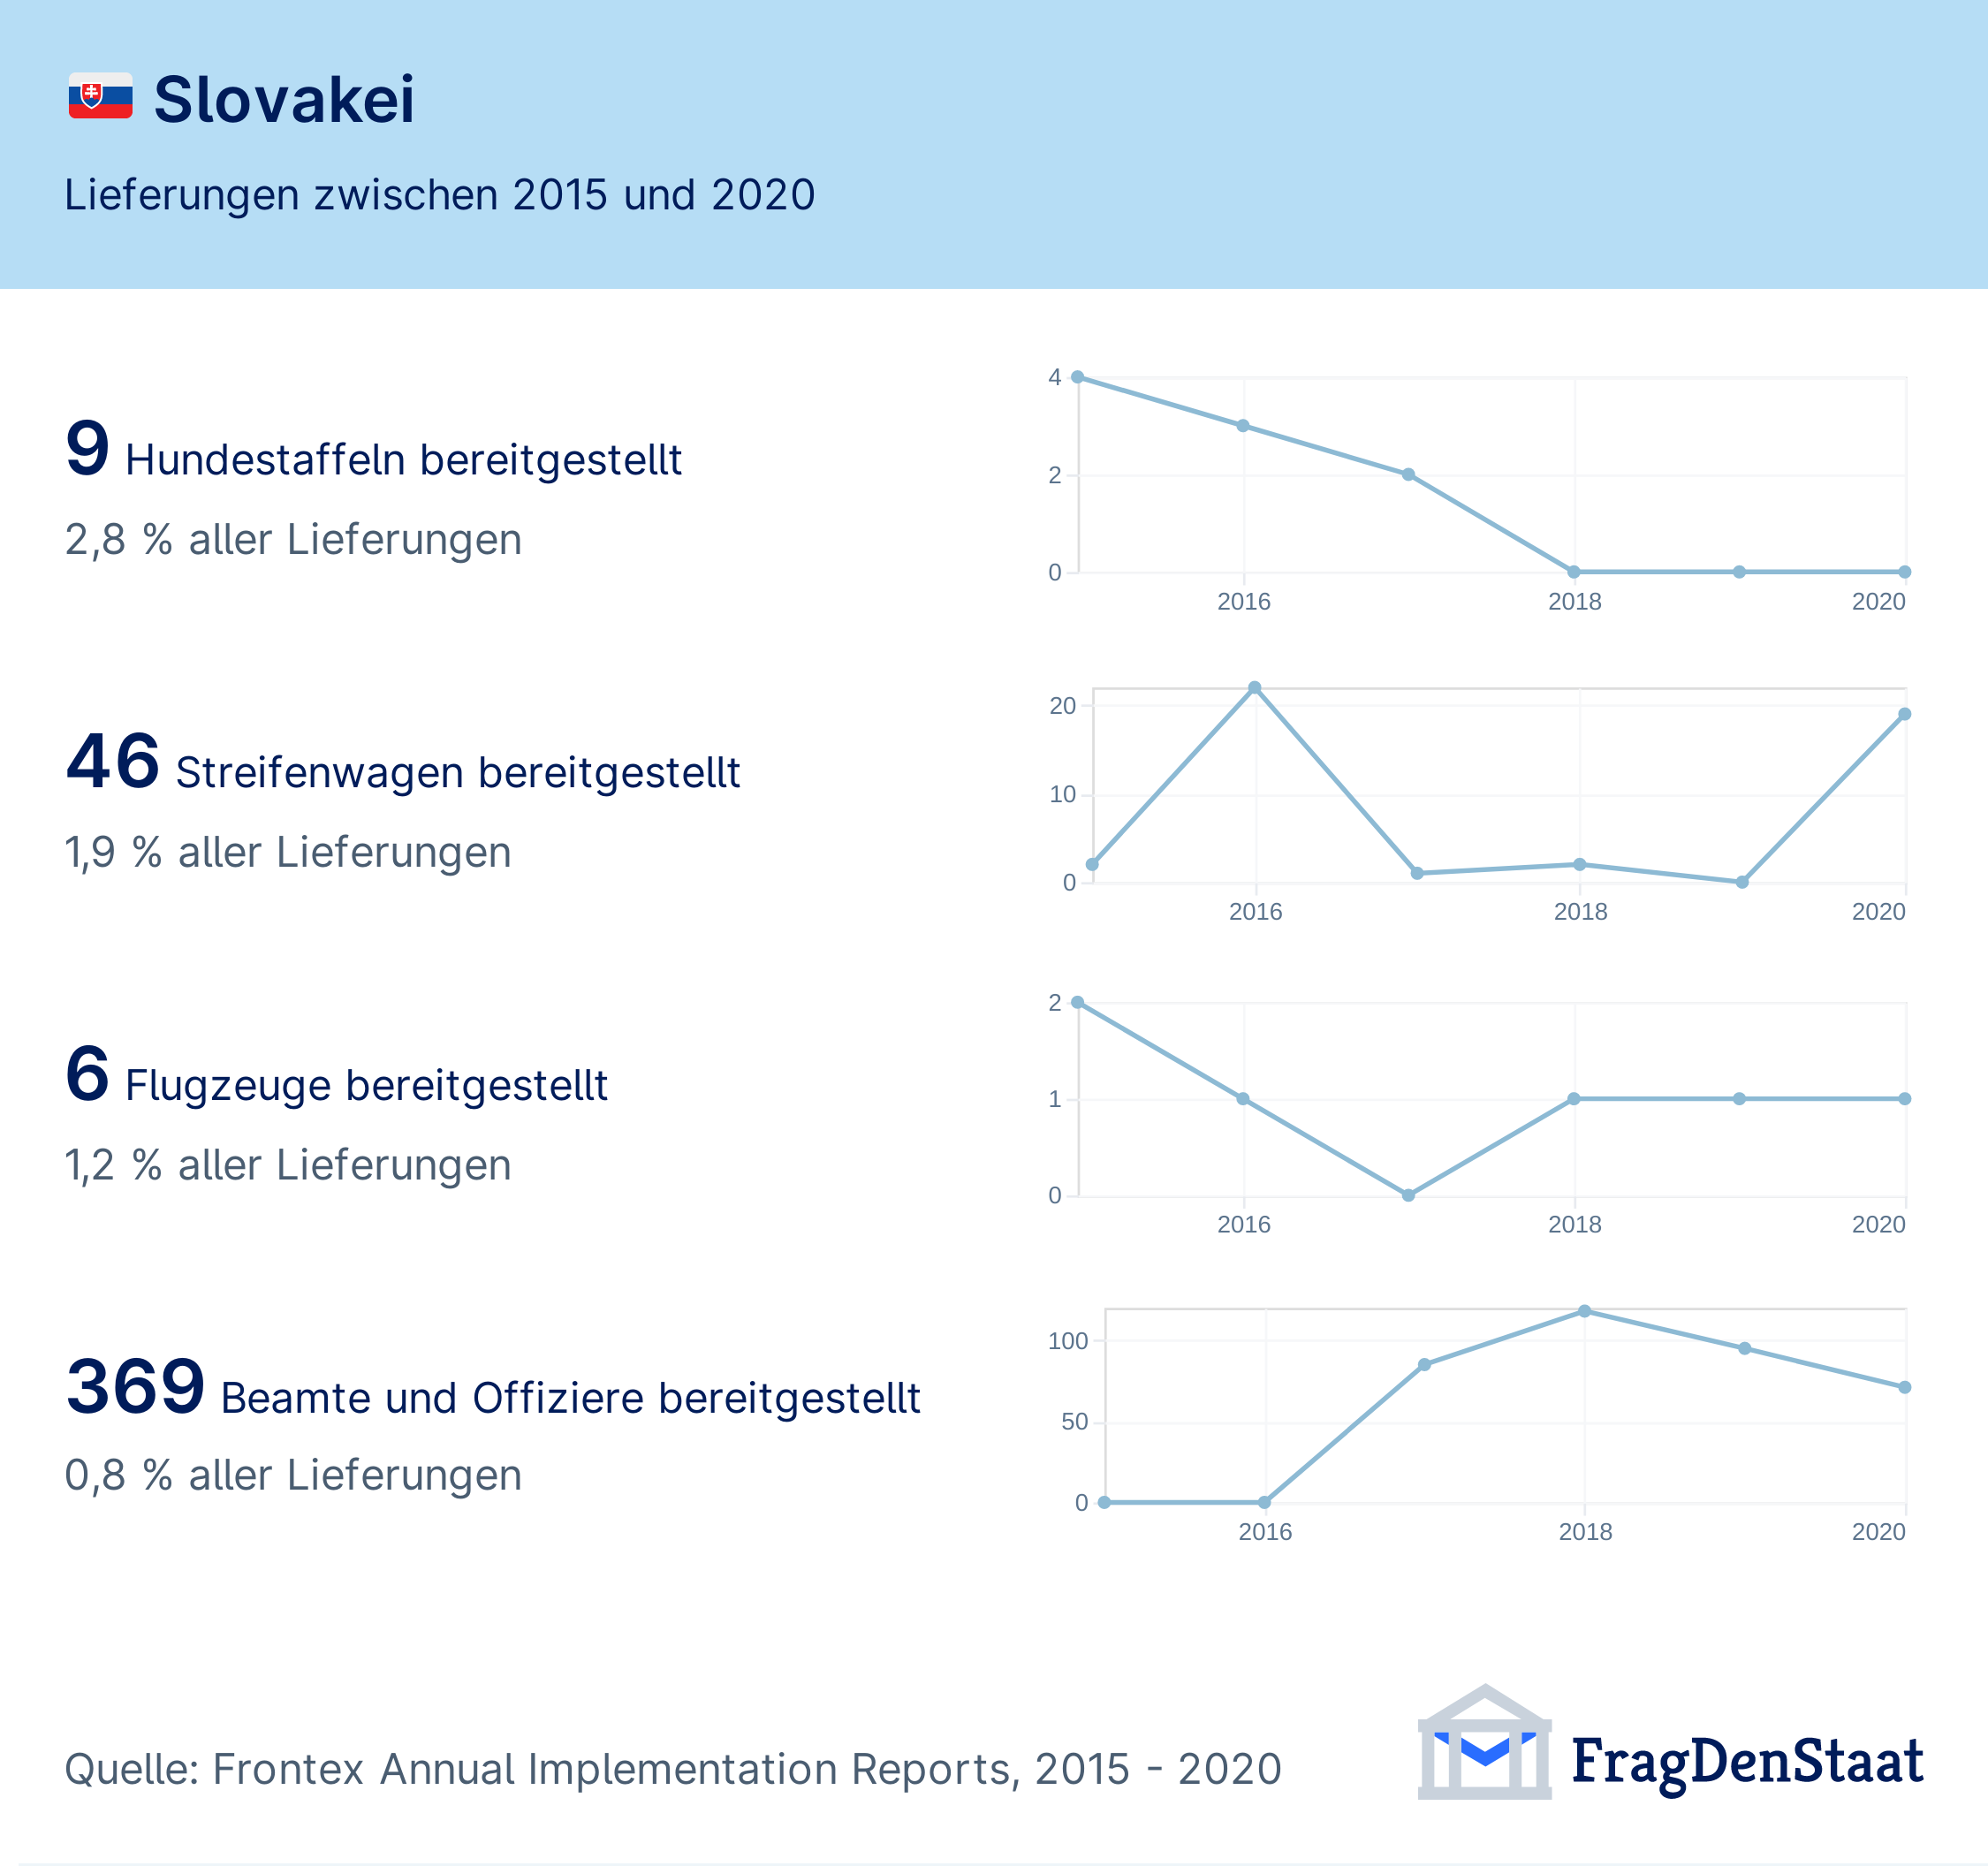 Slovakei
Lieferungen zwischen 2015 und 2020
9 Hundestaffeln bereitgestellt
2,8 % aller Lieferungen
4
2
0
2016 2018 2020
46 Streifenwagen bereitgestellt
1,9 % aller Lieferungen
20
10
0
2016 2018 2020
6 Flugzeuge bereitgestellt
1,2 % aller Lieferungen
2
1
0
2016 2018 2020
369 Beamte und Offiziere bereitgestellt
0,8 % aller Lieferungen
100
50
0
2016 2018 2020
Quelle: Frontex Annual Implementation Reports, 2015 - 2020
FragDenStaat